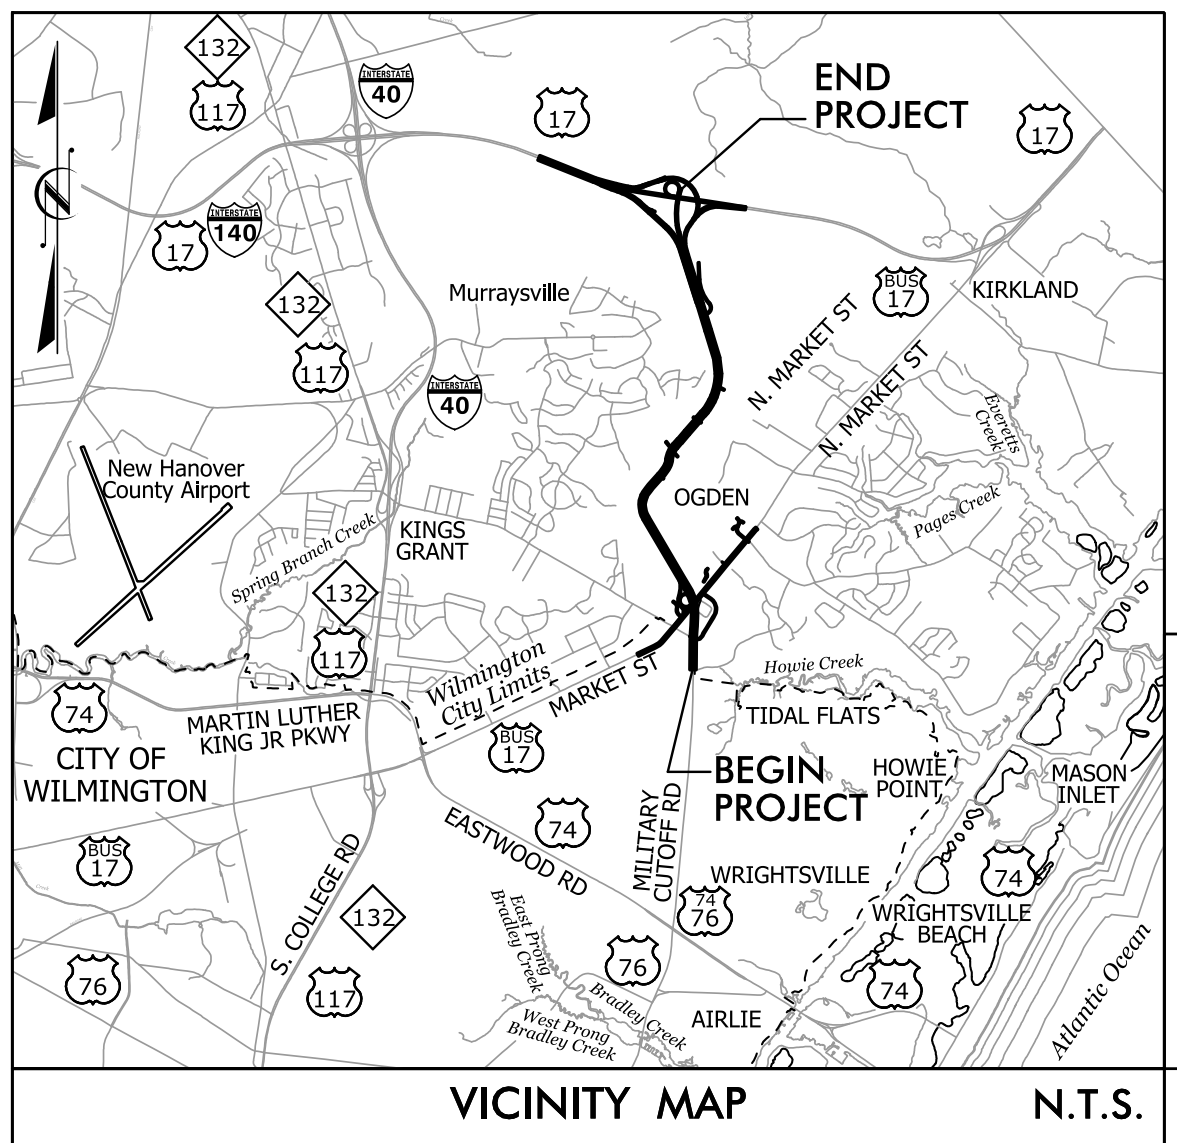 132
117
INTERSTATE
40
17
END
PROJECT
17
INTERSTATE
140
17
132
117
Murraysville
BUS
17
KIRKLAND
N. MARKET ST
N. MARKET ST
INTERSTATE
40
Everetts
Creek
New Hanover
County Airport
OGDEN
Pages Creek
KINGS
GRANT
Spring Branch Creek
132
117
Wilmington
City Limits
MARKET ST
Howie Creek
TIDAL FLATS
74
MARTIN LUTHER
KING JR PKWY
BUS
17
CITY OF
WILMINGTON
BEGIN
PROJECT
HOWIE
POINT
MASON
INLET
EASTWOOD RD
74
MILITARY
CUTOFF RD
BUS
17
S. COLLEGE RD
WRIGHTSVILLE
74
132
74
76
WRIGHTSVILLE
BEACH
East Prong
Bradley Creek
76
76
117
74
Bradley Creek
West Prong
Bradley Creek
AIRLIE
Atlantic Ocean
VICINITY MAP
N.T.S.